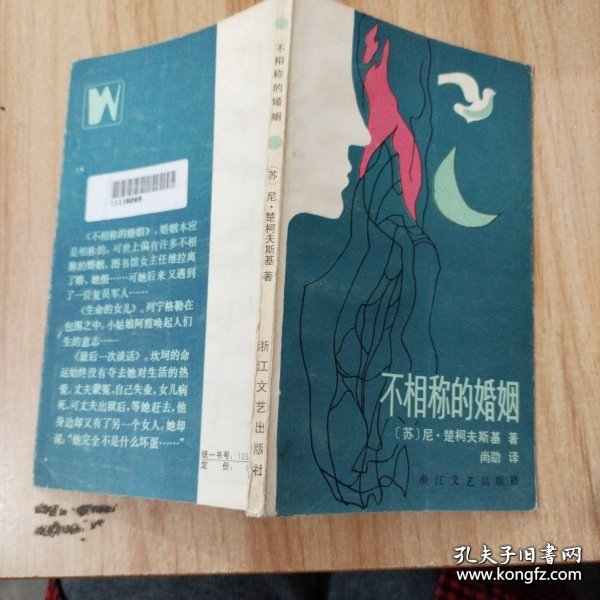 W
11116088
《不相称的婚姻》。婚姻本应
是相称的，可世上偏有许多不相
称的婚姻。图书馆女主任维拉离
了婚，她恨……可她后来又遇到
了一位复员军人……
《生命的女儿》。列宁格勒在
包围之中，小姑娘阿霞唤起人们
生的意志……
《最后一次谈话》。坎坷的命
运始终没有夺去她对生活的热
爱。丈夫蒙冤，自己失业，女儿病
死。可丈夫出狱后，等她赶去，他
身边却又有了另一个女人。她却
说：“她完全不是什么坏蛋……”
统一书号：103
定 价：
不相称的婚姻
〔苏〕尼·楚柯夫斯基 著
浙江文艺出版社
不相称的婚姻
〔苏〕尼·楚柯夫斯基 著
尚劭 译
浙江文艺出版社
孔夫子旧书网
www.kongfz.com